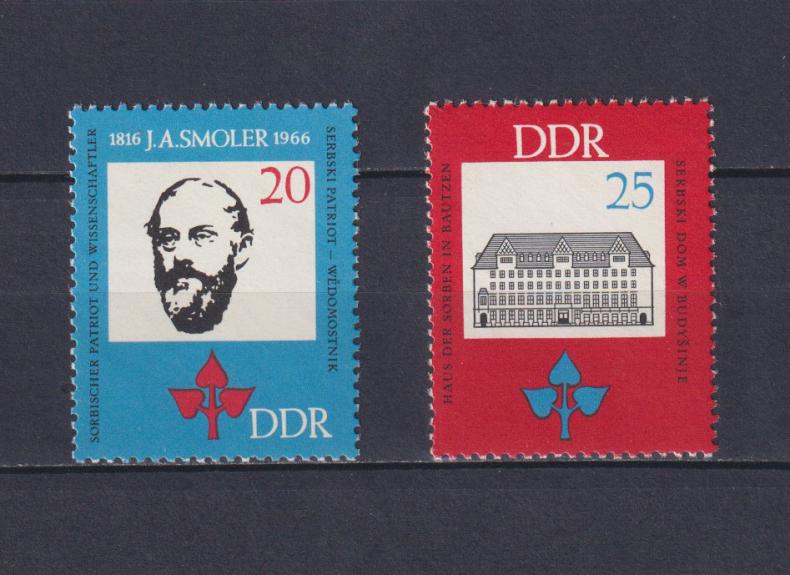 1816 J.A.SMOLER 1966
SORBISCHER PATRIOT UND WISSENSCHAFTLER
20
SERBSKI PATRIOT – WĚDOMOSTNIK
DDR
DDR
HAUS DER SORBEN IN BAUTZEN
25
SERBSKI DOM W BUDYŠINJE